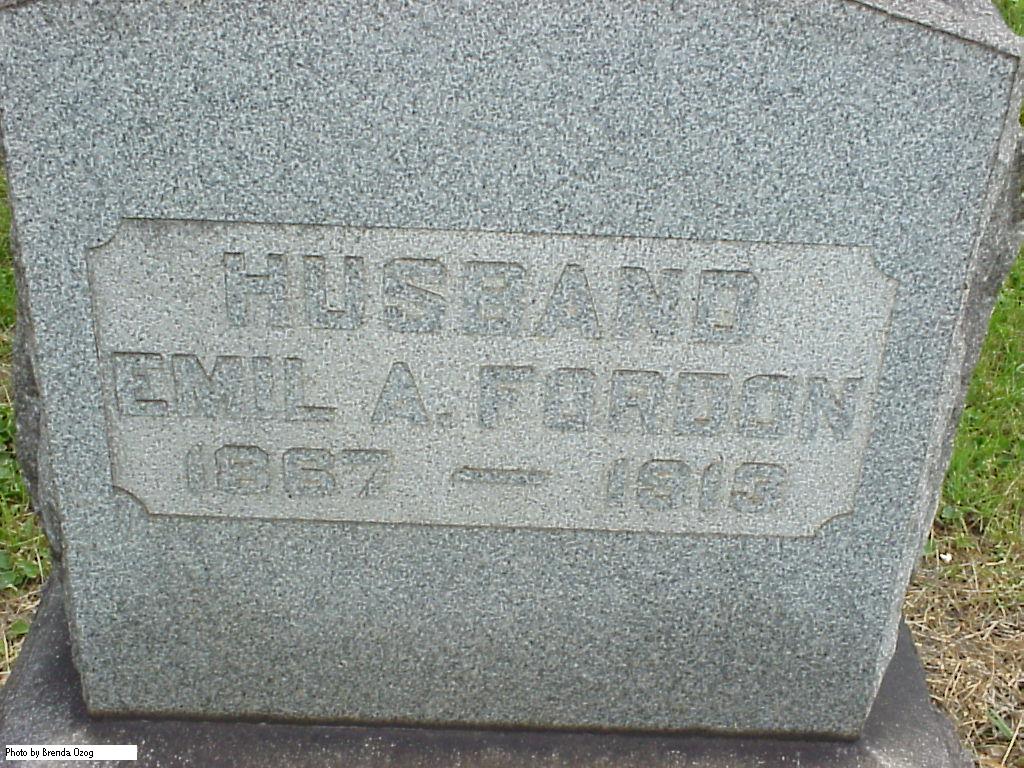 HUSBAND
EMIL A. FORDON
1867 — 1913
Photo by Brenda Ozog